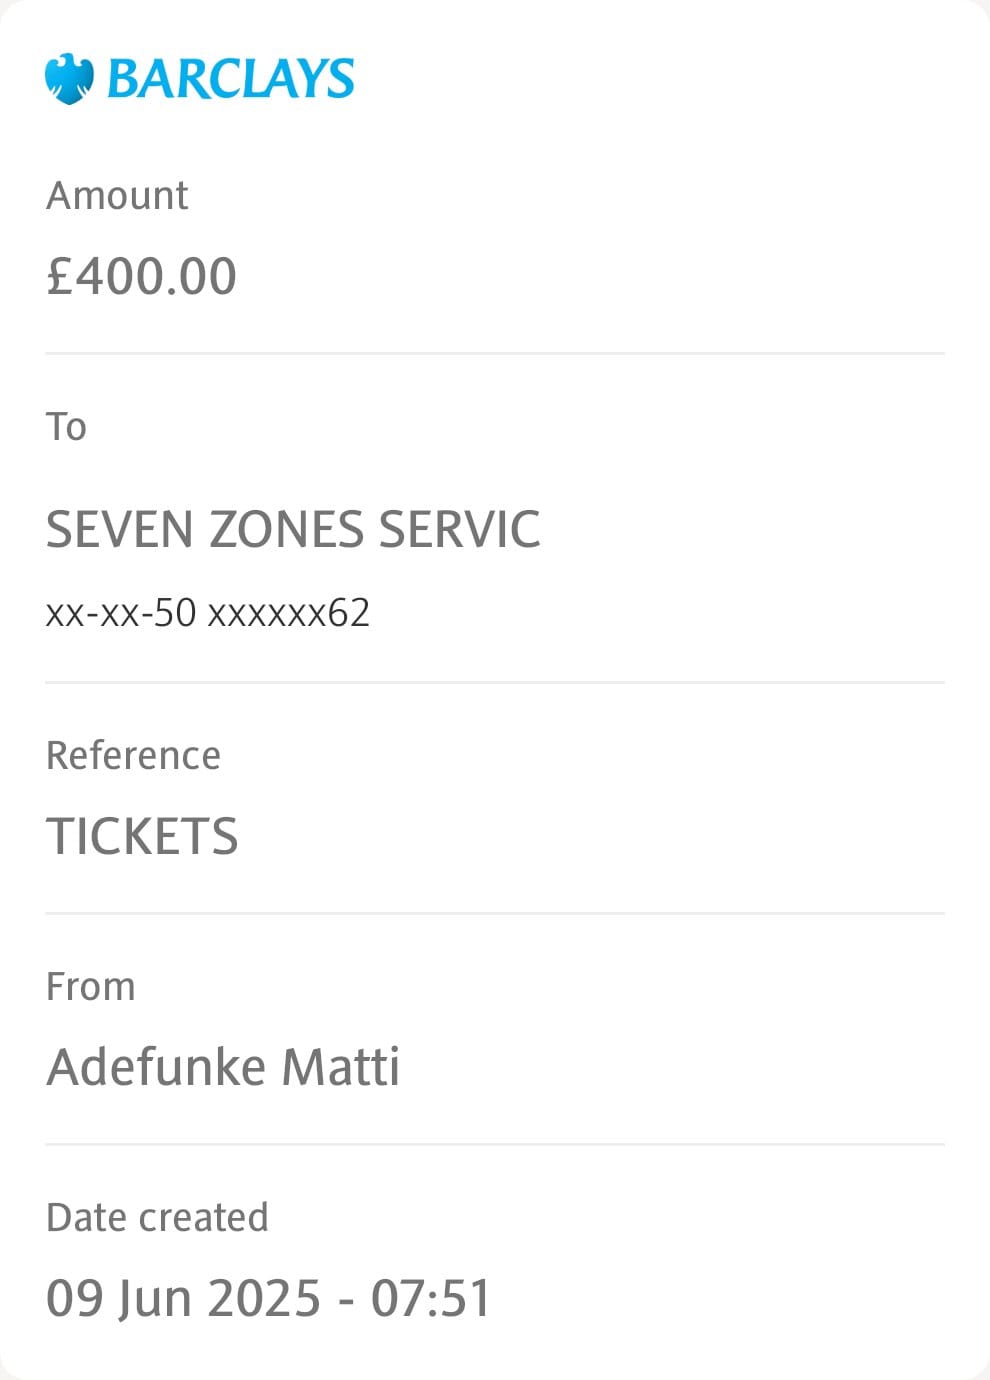 BARCLAYS
Amount
£400.00
To
SEVEN ZONES SERVIC
xx-xx-50 xxxxxx62
Reference
TICKETS
From
Adefunke Matti
Date created
09 Jun 2025 - 07:51